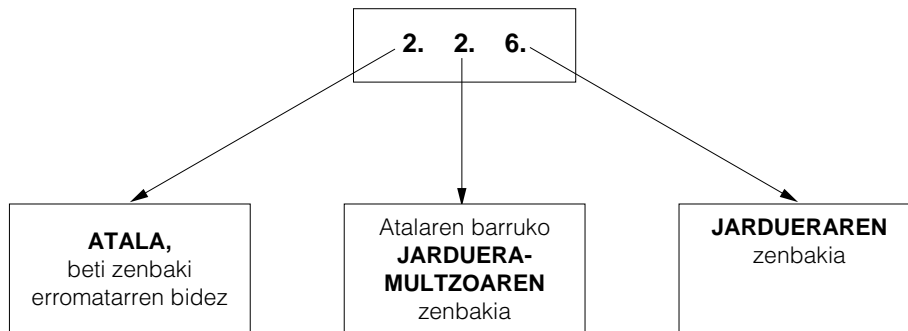 2. 2. 6.
ATALA,
beti zenbaki
erromatarren bidez
Atalaren barruko
JARDUERA-
MULTZOAREN
zenbakia
JARDUERAREN
zenbakia